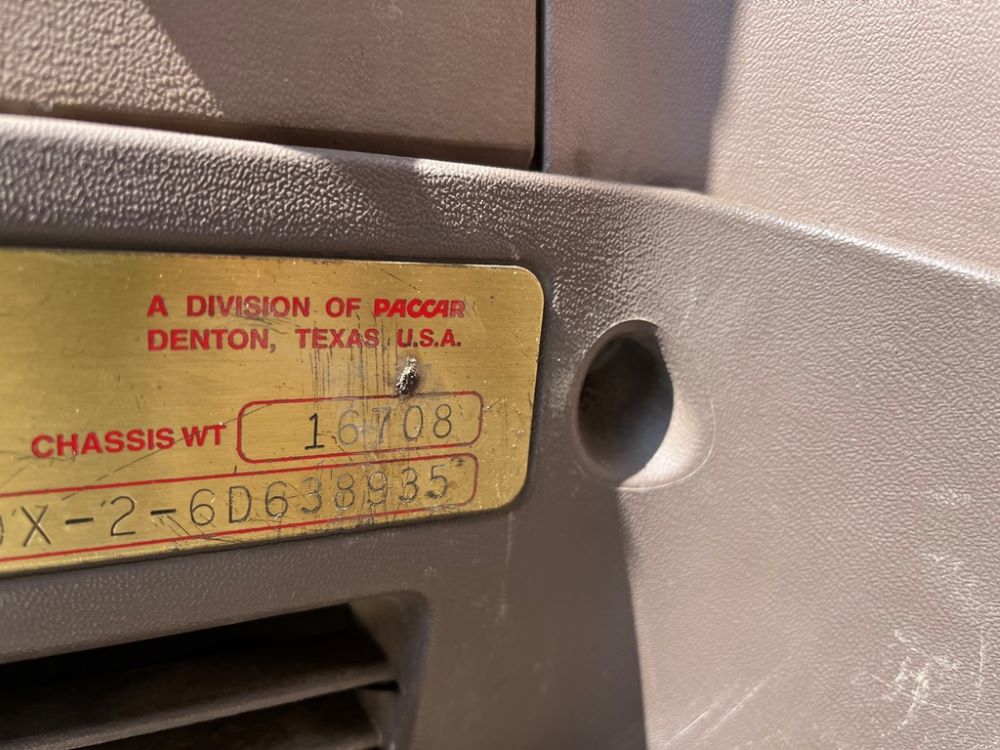 A DIVISION OF PACCAR
DENTON, TEXAS U.S.A.
CHASSIS WT 16708
X-2-6D638935